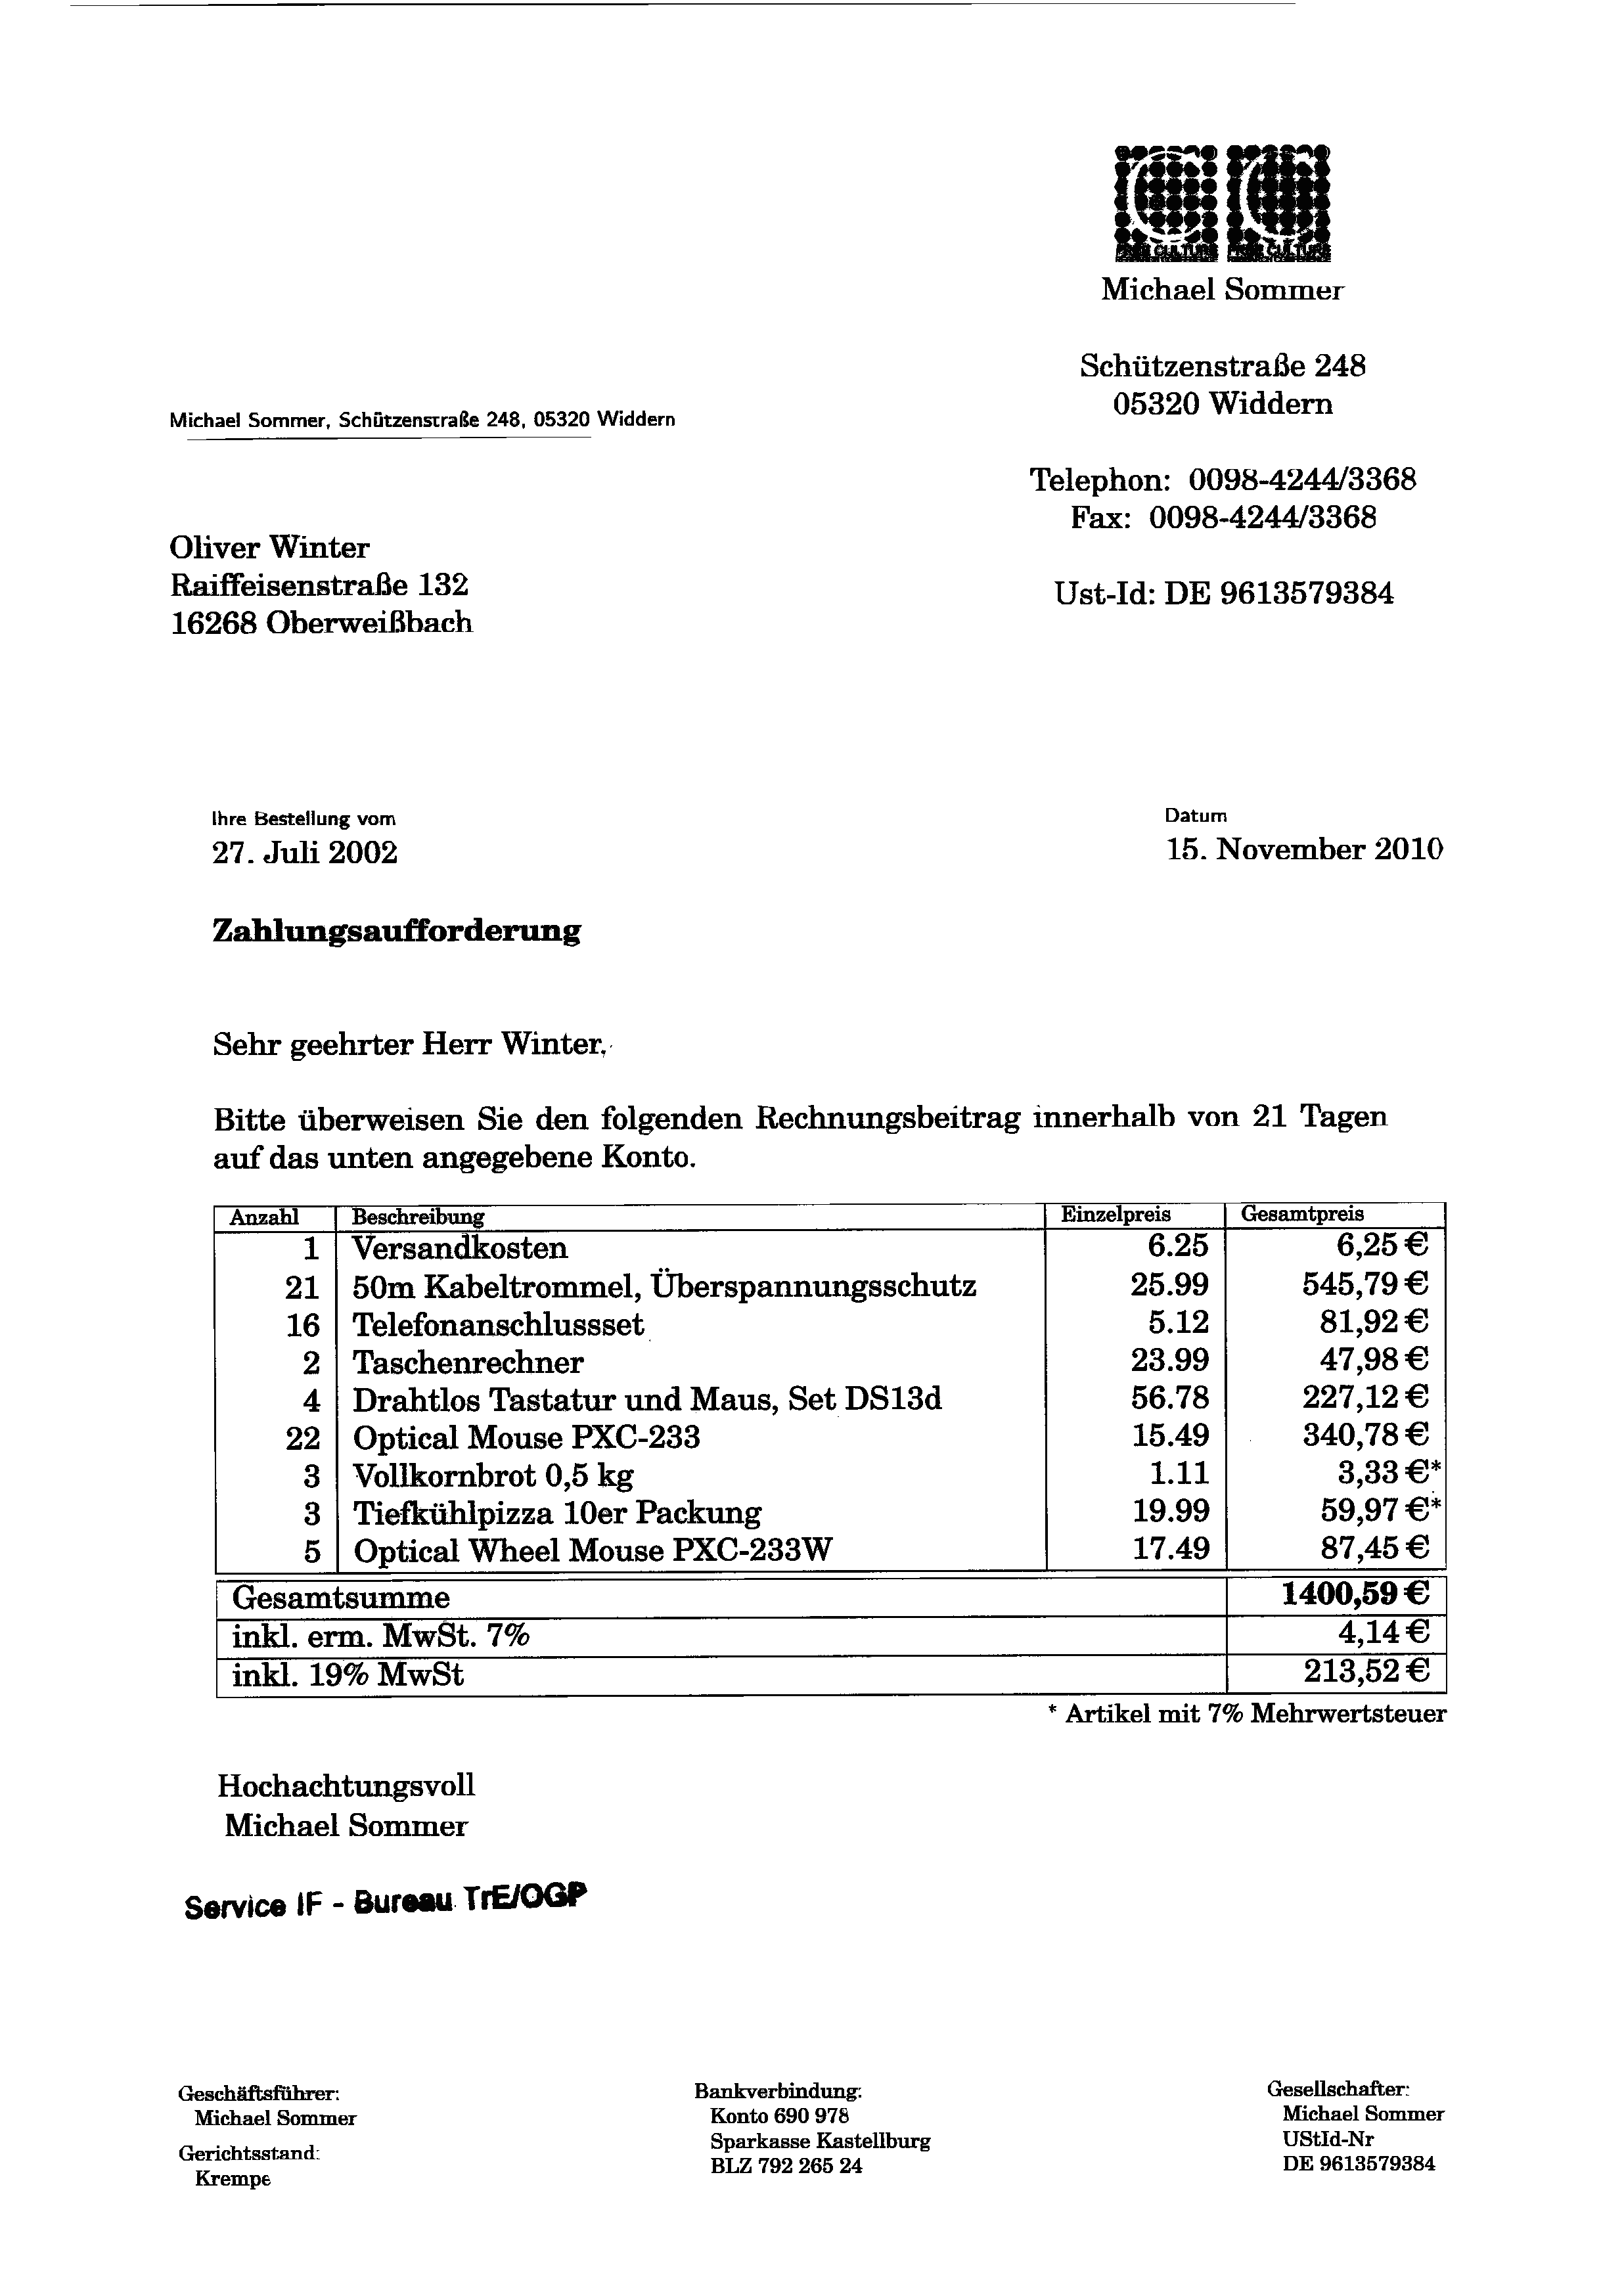 FREE CULTURE FREE CULTURE
Michael Sommer
Schützenstraße 248
05320 Widdern
Michael Sommer, Schützenstraße 248, 05320 Widdern
Telephon: 0098-4244/3368
Fax: 0098-4244/3368
Oliver Winter
Raiffeisenstraße 132
16268 Oberweißbach
Ust-Id: DE 9613579384
Ihre Bestellung vom
27. Juli 2002
Datum
15. November 2010
Zahlungsaufforderung
Sehr geehrter Herr Winter,
Bitte überweisen Sie den folgenden Rechnungsbeitrag innerhalb von 21 Tagen
auf das unten angegebene Konto.
Anzahl Beschreibung Einzelpreis Gesamtpreis
1 Versandkosten 6.25 6,25 €
21 50m Kabeltrommel, Überspannungsschutz 25.99 545,79 €
16 Telefonanschlussset 5.12 81,92 €
2 Taschenrechner 23.99 47,98 €
4 Drahtlos Tastatur und Maus, Set DS13d 56.78 227,12 €
22 Optical Mouse PXC-233 15.49 340,78 €
3 Vollkornbrot 0,5 kg 1.11 3,33 €*
3 Tiefkühlpizza 10er Packung 19.99 59,97 €*
5 Optical Wheel Mouse PXC-233W 17.49 87,45 €
Gesamtsumme 1400,59 €
inkl. erm. MwSt. 7% 4,14 €
inkl. 19% MwSt 213,52 €
* Artikel mit 7% Mehrwertsteuer
Hochachtungsvoll
Michael Sommer
Service IF - Bureau TrE/OGP
Geschäftsführer:
Michael Sommer
Gerichtsstand:
Krempe
Bankverbindung:
Konto 690 978
Sparkasse Kastellburg
BLZ 792 265 24
Gesellschafter:
Michael Sommer
UStId-Nr
DE 9613579384